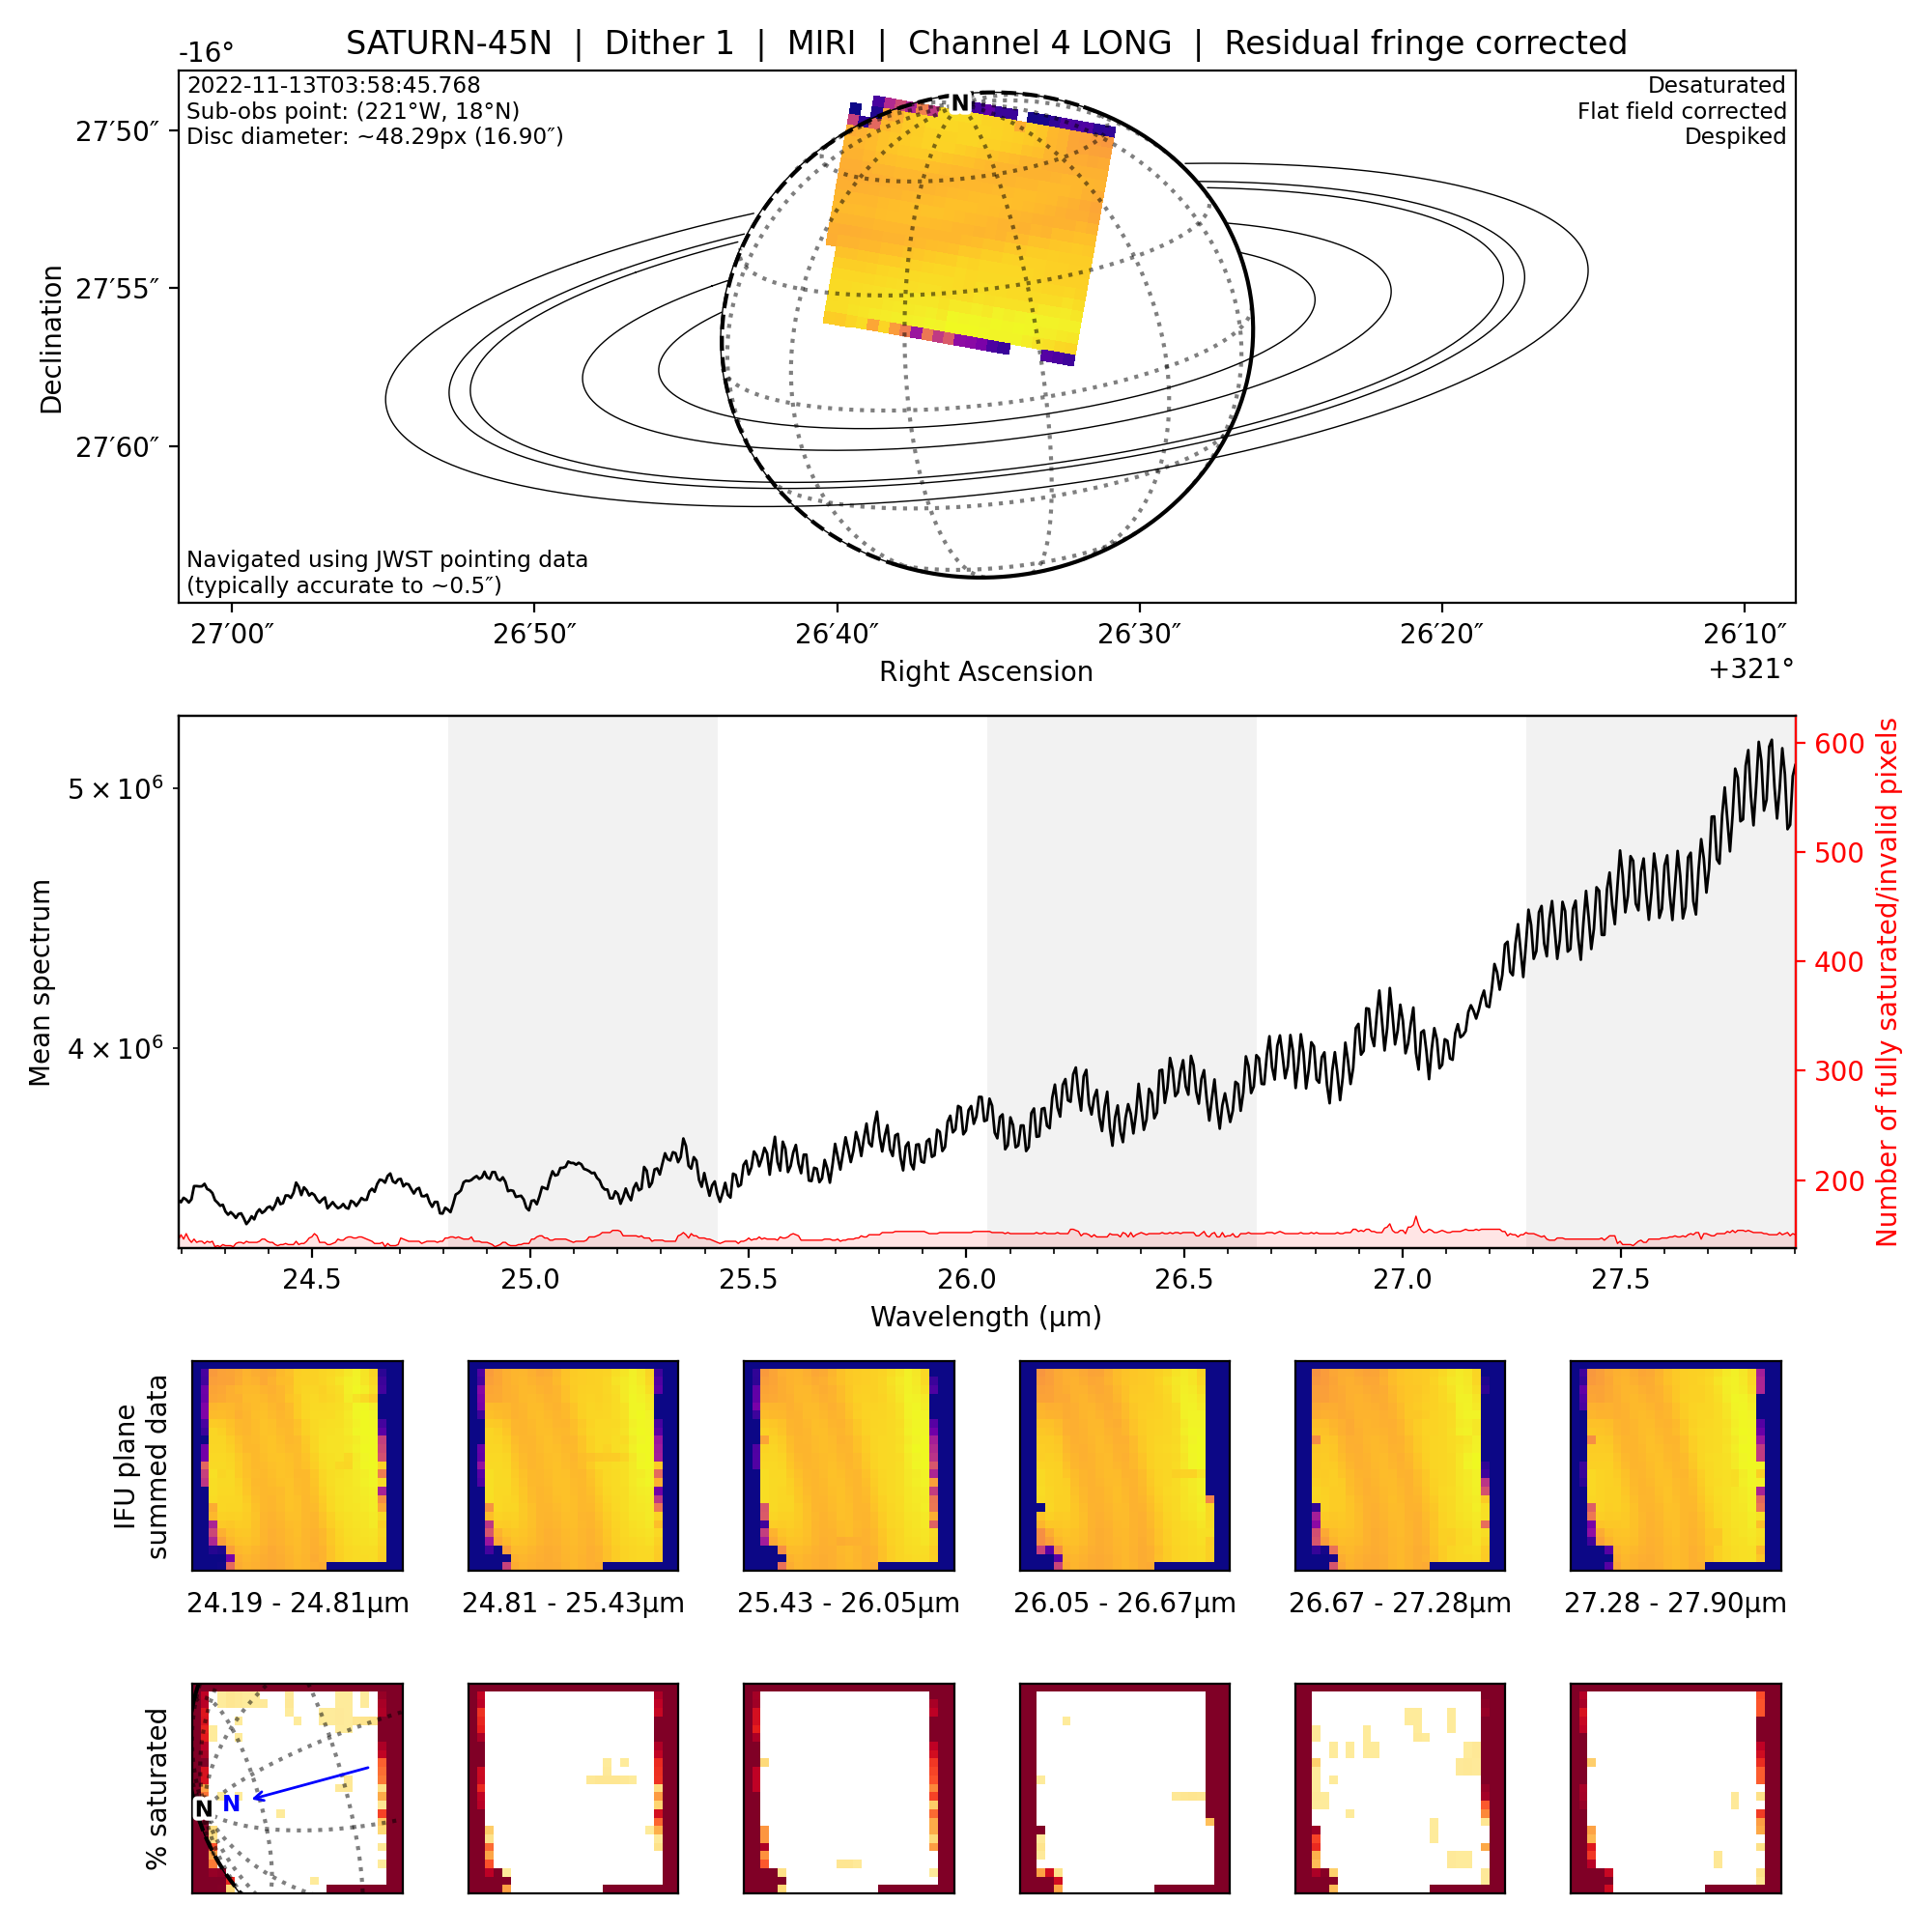 SATURN-45N | Dither 1 | MIRI | Channel 4 LONG | Residual fringe corrected
-16°
2022-11-13T03:58:45.768
Sub-obs point: (221°W, 18°N)
Disc diameter: ~48.29px (16.90″)
Desaturated
Flat field corrected
Despiked
N
27′50″
27′55″
27′60″
Declination
Navigated using JWST pointing data
(typically accurate to ~0.5″)
27′00″ 26′50″ 26′40″ 26′30″ 26′20″ 26′10″
Right Ascension
+321°
5 × 10⁶
4 × 10⁶
Mean spectrum
600
500
400
300
200
Number of fully saturated/invalid pixels
24.5 25.0 25.5 26.0 26.5 27.0 27.5
Wavelength (µm)
IFU plane
summed data
24.19 - 24.81µm 24.81 - 25.43µm 25.43 - 26.05µm 26.05 - 26.67µm 26.67 - 27.28µm 27.28 - 27.90µm
% saturated
N N